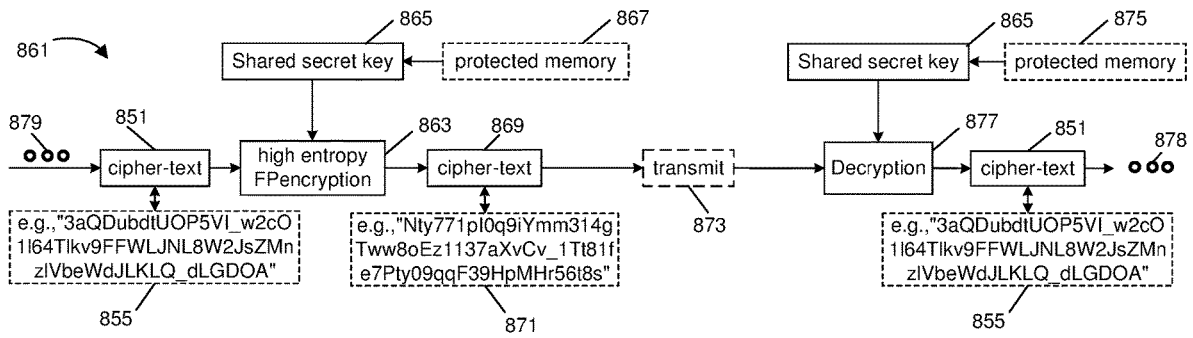 861
865
867
865
875
Shared secret key
protected memory
Shared secret key
protected memory
879
851
863
869
877
851
878
cipher-text
high entropy
FPencryption
cipher-text
transmit
Decryption
cipher-text
873
e.g.,"3aQDubdtUOP5VI_w2cO
1l64Tlkv9FFWLJNL8W2JsZMn
zlVbeWdJLKLQ_dLGDOA"
e.g.,"Nty771pI0q9iYmm314g
Tww8oEz1137aXvCv_1Tt81f
e7Pty09qqF39HpMHr56t8s"
e.g.,"3aQDubdtUOP5VI_w2cO
1l64Tlkv9FFWLJNL8W2JsZMn
zlVbeWdJLKLQ_dLGDOA"
855
871
855